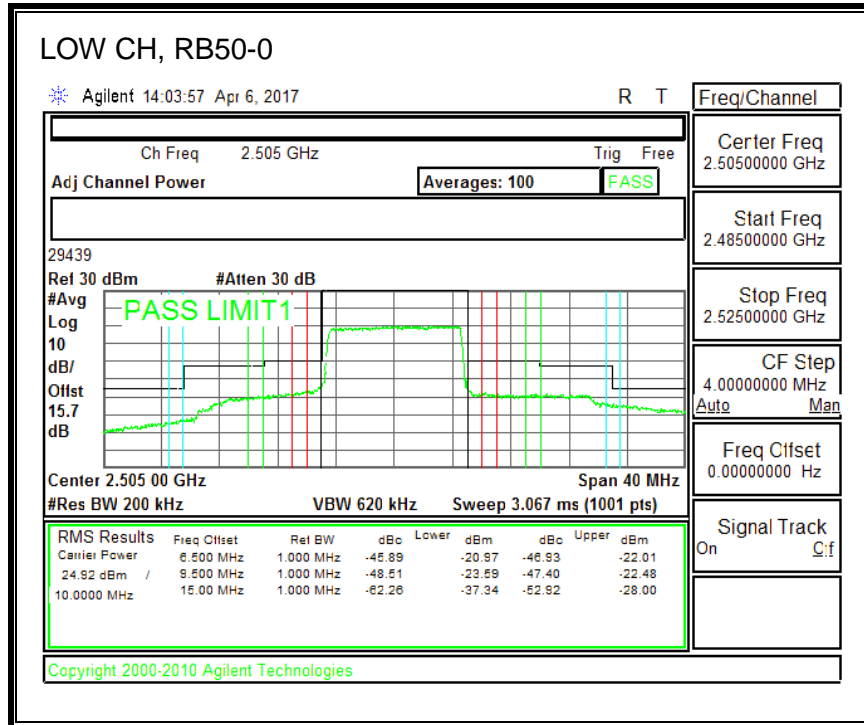 LOW CH, RB50-0
Agilent 14:03:57 Apr 6, 2017 R T
Freq/Channel
Ch Freq 2.505 GHz Trig Free
Adj Channel Power Averages: 100 PASS
29439
Ref 30 dBm #Atten 30 dB
#Avg
Log
10
dB/
Offst
15.7
dB
PASS LIMIT1
Center 2.505 00 GHz Span 40 MHz
#Res BW 200 kHz VBW 620 kHz Sweep 3.067 ms (1001 pts)
RMS Results Freq Offset Ref BW dBc Lower dBm dBc Upper dBm
Carrier Power 6.500 MHz 1.000 MHz -45.89 -20.97 -46.93 -22.01
24.92 dBm / 9.500 MHz 1.000 MHz -48.51 -23.59 -47.40 -22.48
10.0000 MHz 15.00 MHz 1.000 MHz -62.26 -37.34 -52.92 -28.00
Copyright 2000-2010 Agilent Technologies
Center Freq
2.50500000 GHz
Start Freq
2.48500000 GHz
Stop Freq
2.52500000 GHz
CF Step
4.00000000 MHz
Auto Man
Freq Offset
0.00000000 Hz
Signal Track
On Off